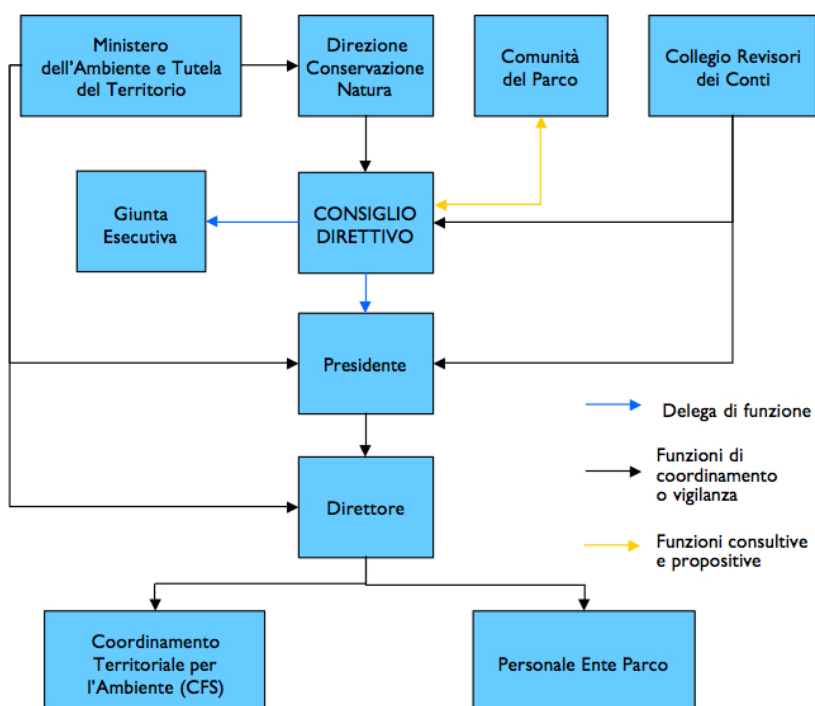 Ministero
dell'Ambiente e Tutela
del Territorio
Direzione
Conservazione
Natura
Comunità
del Parco
Collegio Revisori
dei Conti
Giunta
Esecutiva
CONSIGLIO
DIRETTIVO
Presidente
Delega di funzione
Funzioni di
coordinamento
o vigilanza
Direttore
Funzioni consultive
e propositive
Coordinamento
Territoriale per
l'Ambiente (CFS)
Personale Ente Parco